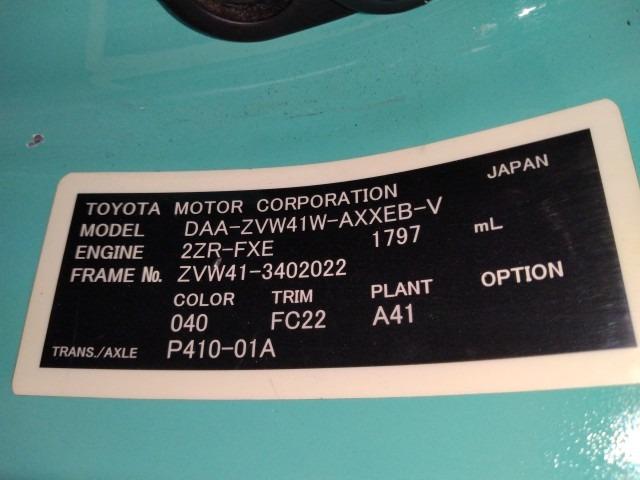 TOYOTA MOTOR CORPORATION JAPAN
MODEL DAA-ZVW41W-AXXEB-V
ENGINE 2ZR-FXE 1797 mL
FRAME No. ZVW41-3402022
COLOR TRIM PLANT OPTION
040 FC22 A41
TRANS./AXLE P410-01A